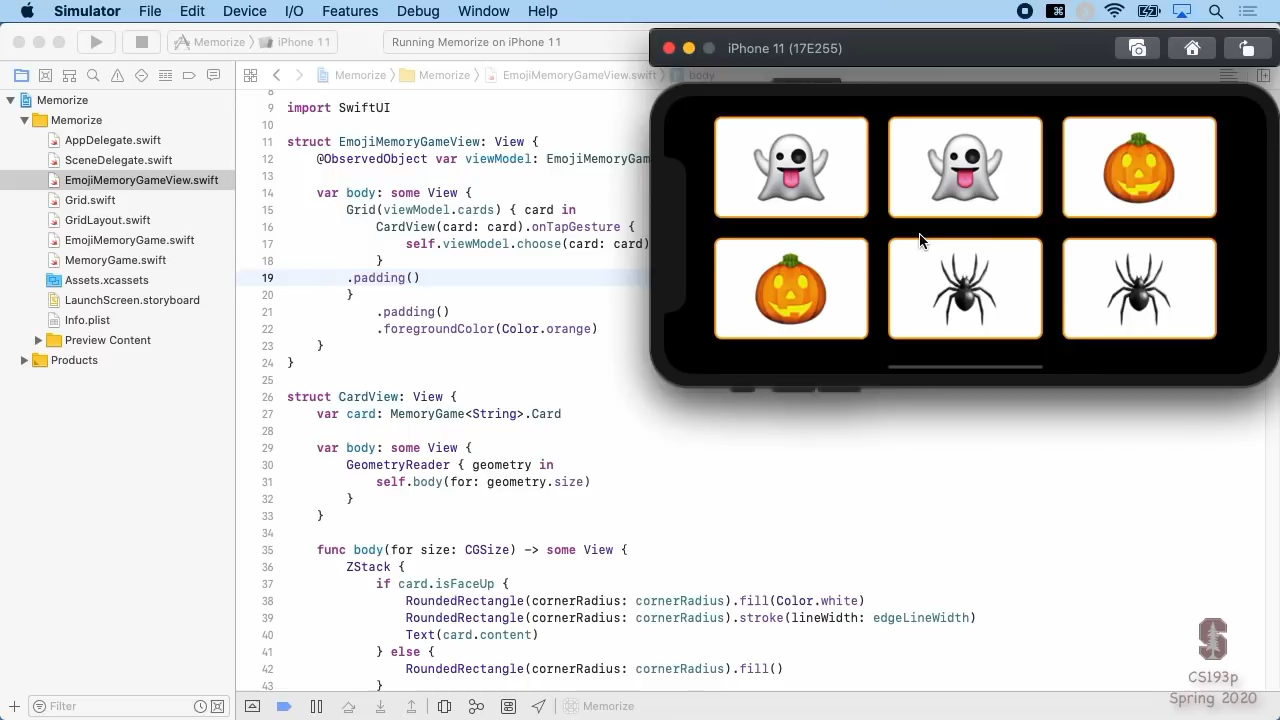 Simulator File Edit Device I/O Features Debug Window Help
Memorize iPhone 11
Running Memorize on iPhone 11
iPhone 11 (17E255)
Memorize Memorize EmojiMemoryGameView.swift body
Memorize
Memorize
AppDelegate.swift
SceneDelegate.swift
EmojiMemoryGameView.swift
Grid.swift
GridLayout.swift
EmojiMemoryGame.swift
MemoryGame.swift
Assets.xcassets
LaunchScreen.storyboard
Info.plist
Preview Content
Products
8
9 import SwiftUI
10
11 struct EmojiMemoryGameView: View {
12 @ObservedObject var viewModel: EmojiMemoryGam
13
14 var body: some View {
15 Grid(viewModel.cards) { card in
16 CardView(card: card).onTapGesture {
17 self.viewModel.choose(card: card)
18 }
19 .padding()
20 }
21 .padding()
22 .foregroundColor(Color.orange)
23 }
24 }
25
26 struct CardView: View {
27 var card: MemoryGame<String>.Card
28
29 var body: some View {
30 GeometryReader { geometry in
31 self.body(for: geometry.size)
32 }
33 }
34
35 func body(for size: CGSize) -> some View {
36 ZStack {
37 if card.isFaceUp {
38 RoundedRectangle(cornerRadius: cornerRadius).fill(Color.white)
39 RoundedRectangle(cornerRadius: cornerRadius).stroke(lineWidth: edgeLineWidth)
40 Text(card.content)
41 } else {
42 RoundedRectangle(cornerRadius: cornerRadius).fill()
43 }
Filter
Memorize
CS193p
Spring 2020